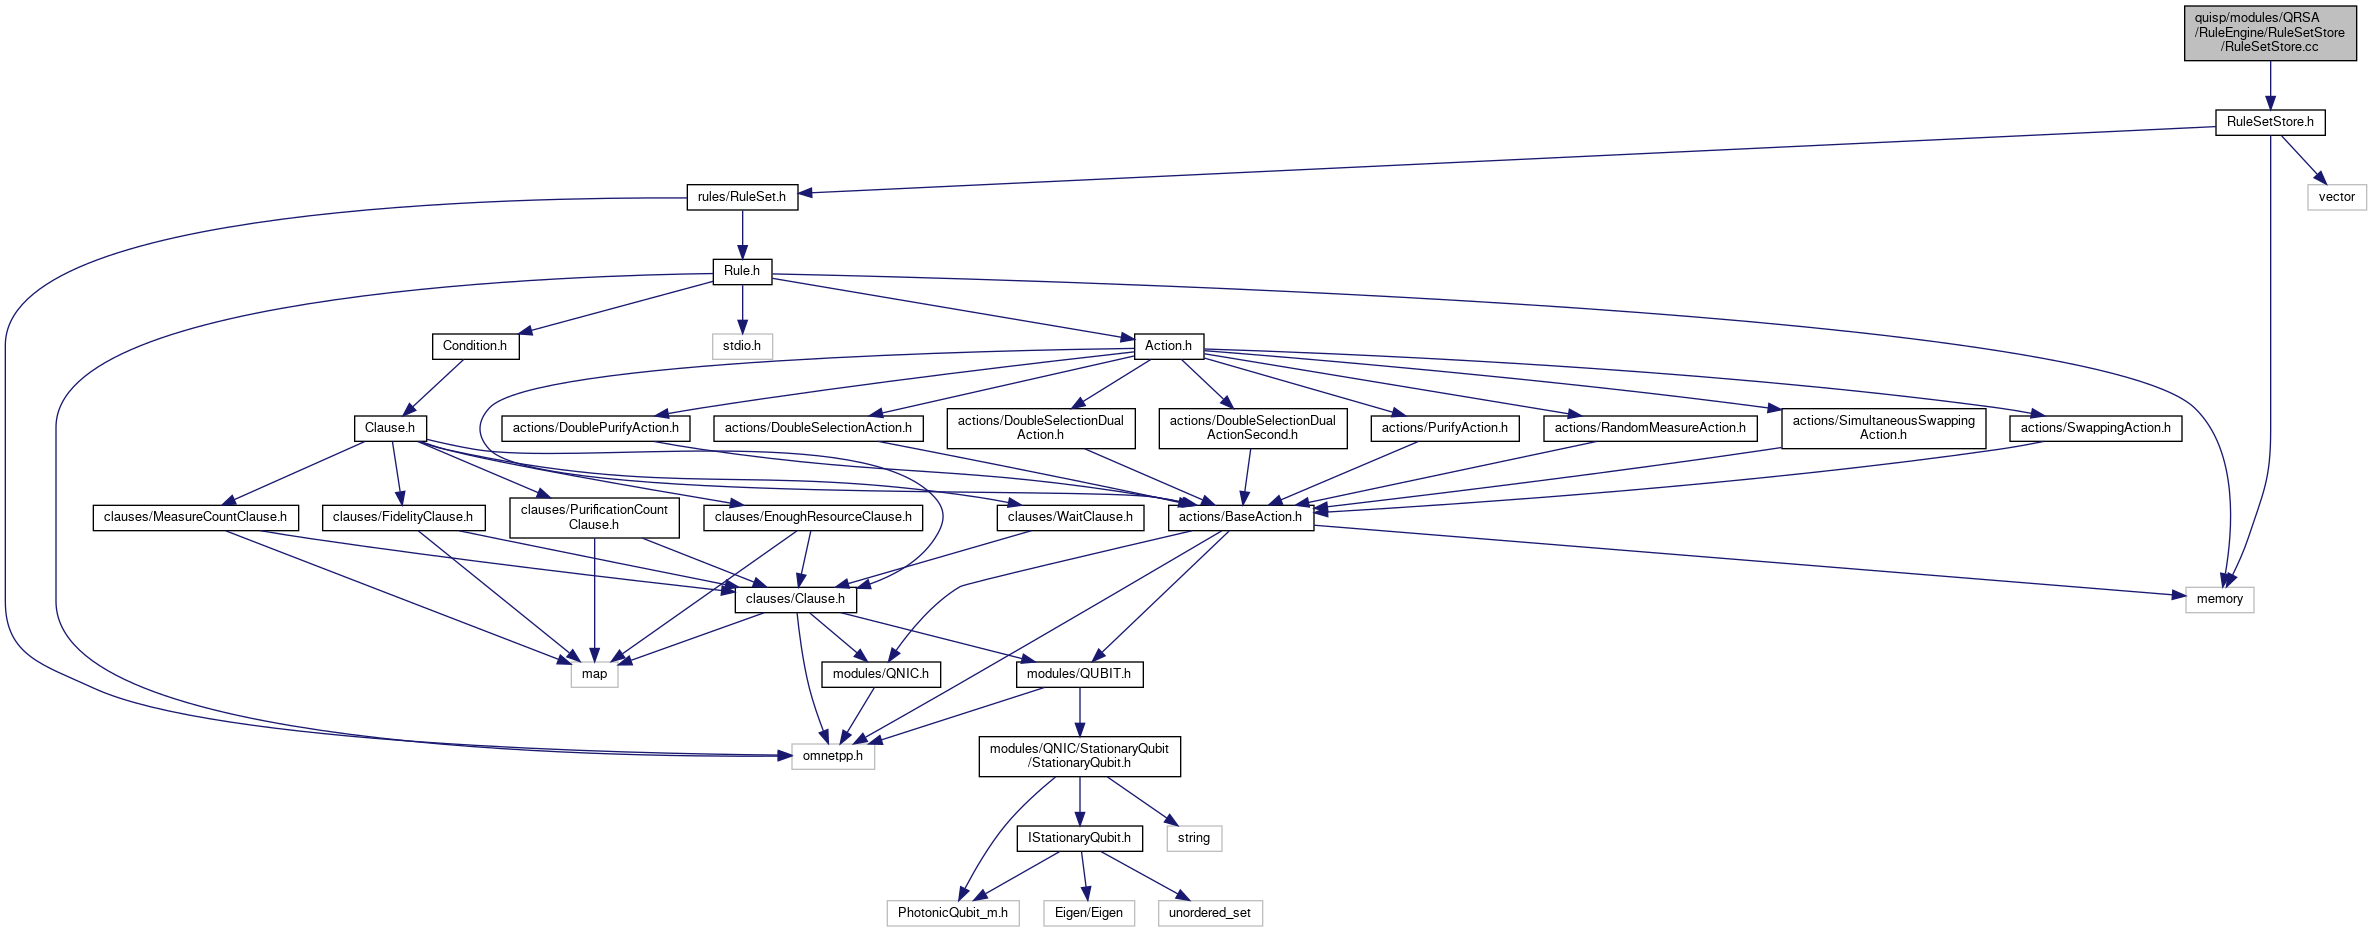 quisp/modules/QRSA
/RuleEngine/RuleSetStore
/RuleSetStore.cc
RuleSetStore.h
rules/RuleSet.h
vector
Rule.h
Condition.h
stdio.h
Action.h
Clause.h
actions/DoublePurifyAction.h
actions/DoubleSelectionAction.h
actions/DoubleSelectionDual
Action.h
actions/DoubleSelectionDual
ActionSecond.h
actions/PurifyAction.h
actions/RandomMeasureAction.h
actions/SimultaneousSwapping
Action.h
actions/SwappingAction.h
clauses/MeasureCountClause.h
clauses/FidelityClause.h
clauses/PurificationCount
Clause.h
clauses/EnoughResourceClause.h
clauses/WaitClause.h
actions/BaseAction.h
clauses/Clause.h
memory
map
modules/QNIC.h
modules/QUBIT.h
omnetpp.h
modules/QNIC/StationaryQubit
/StationaryQubit.h
IStationaryQubit.h
string
PhotonicQubit_m.h
Eigen/Eigen
unordered_set